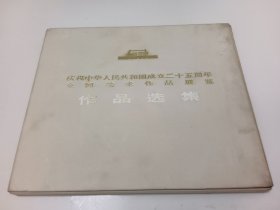 庆祝中华人民共和国成立二十五周年
全国美术作品展览
作品选集